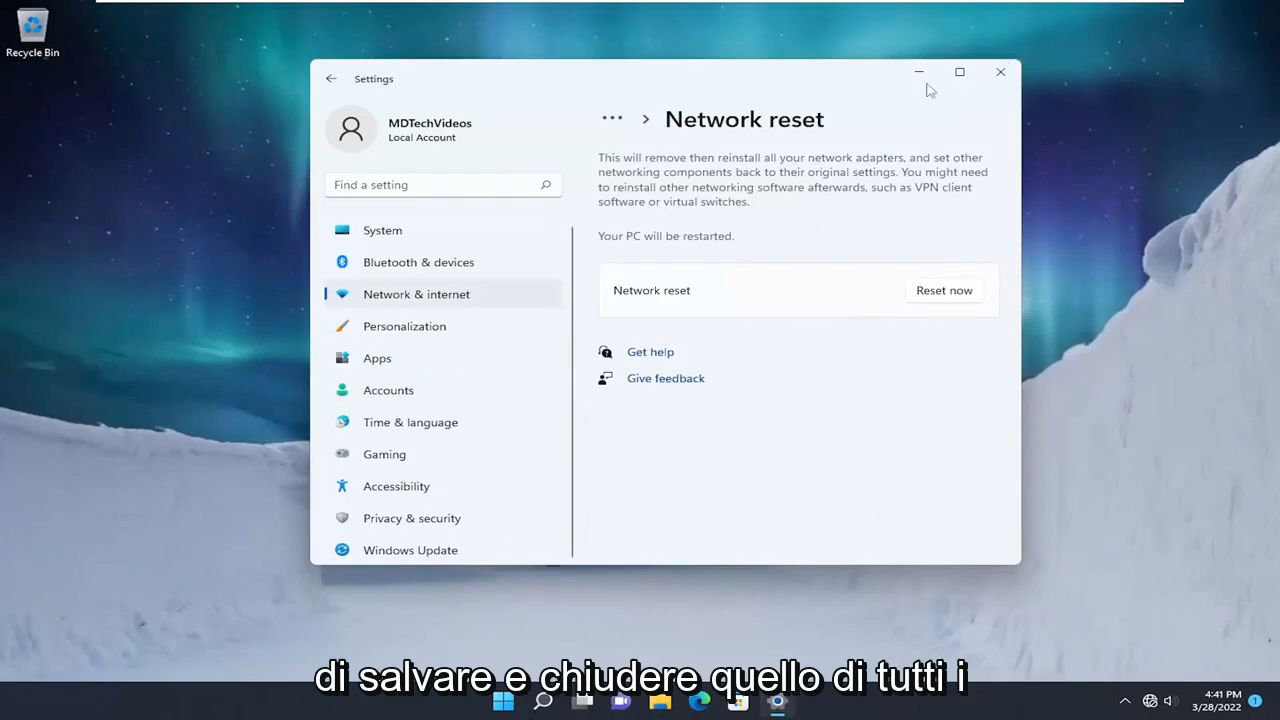 Recycle Bin
Settings
MDTechVideos
Local Account
Find a setting
System
Bluetooth & devices
Network & internet
Personalization
Apps
Accounts
Time & language
Gaming
Accessibility
Privacy & security
Windows Update
Network reset
This will remove then reinstall all your network adapters, and set other
networking components back to their original settings. You might need
to reinstall other networking software afterwards, such as VPN client
software or virtual switches.
Your PC will be restarted.
Network reset
Reset now
Get help
Give feedback
di salvare e chiudere quello di tutti i
4:41 PM
3/28/2022
1